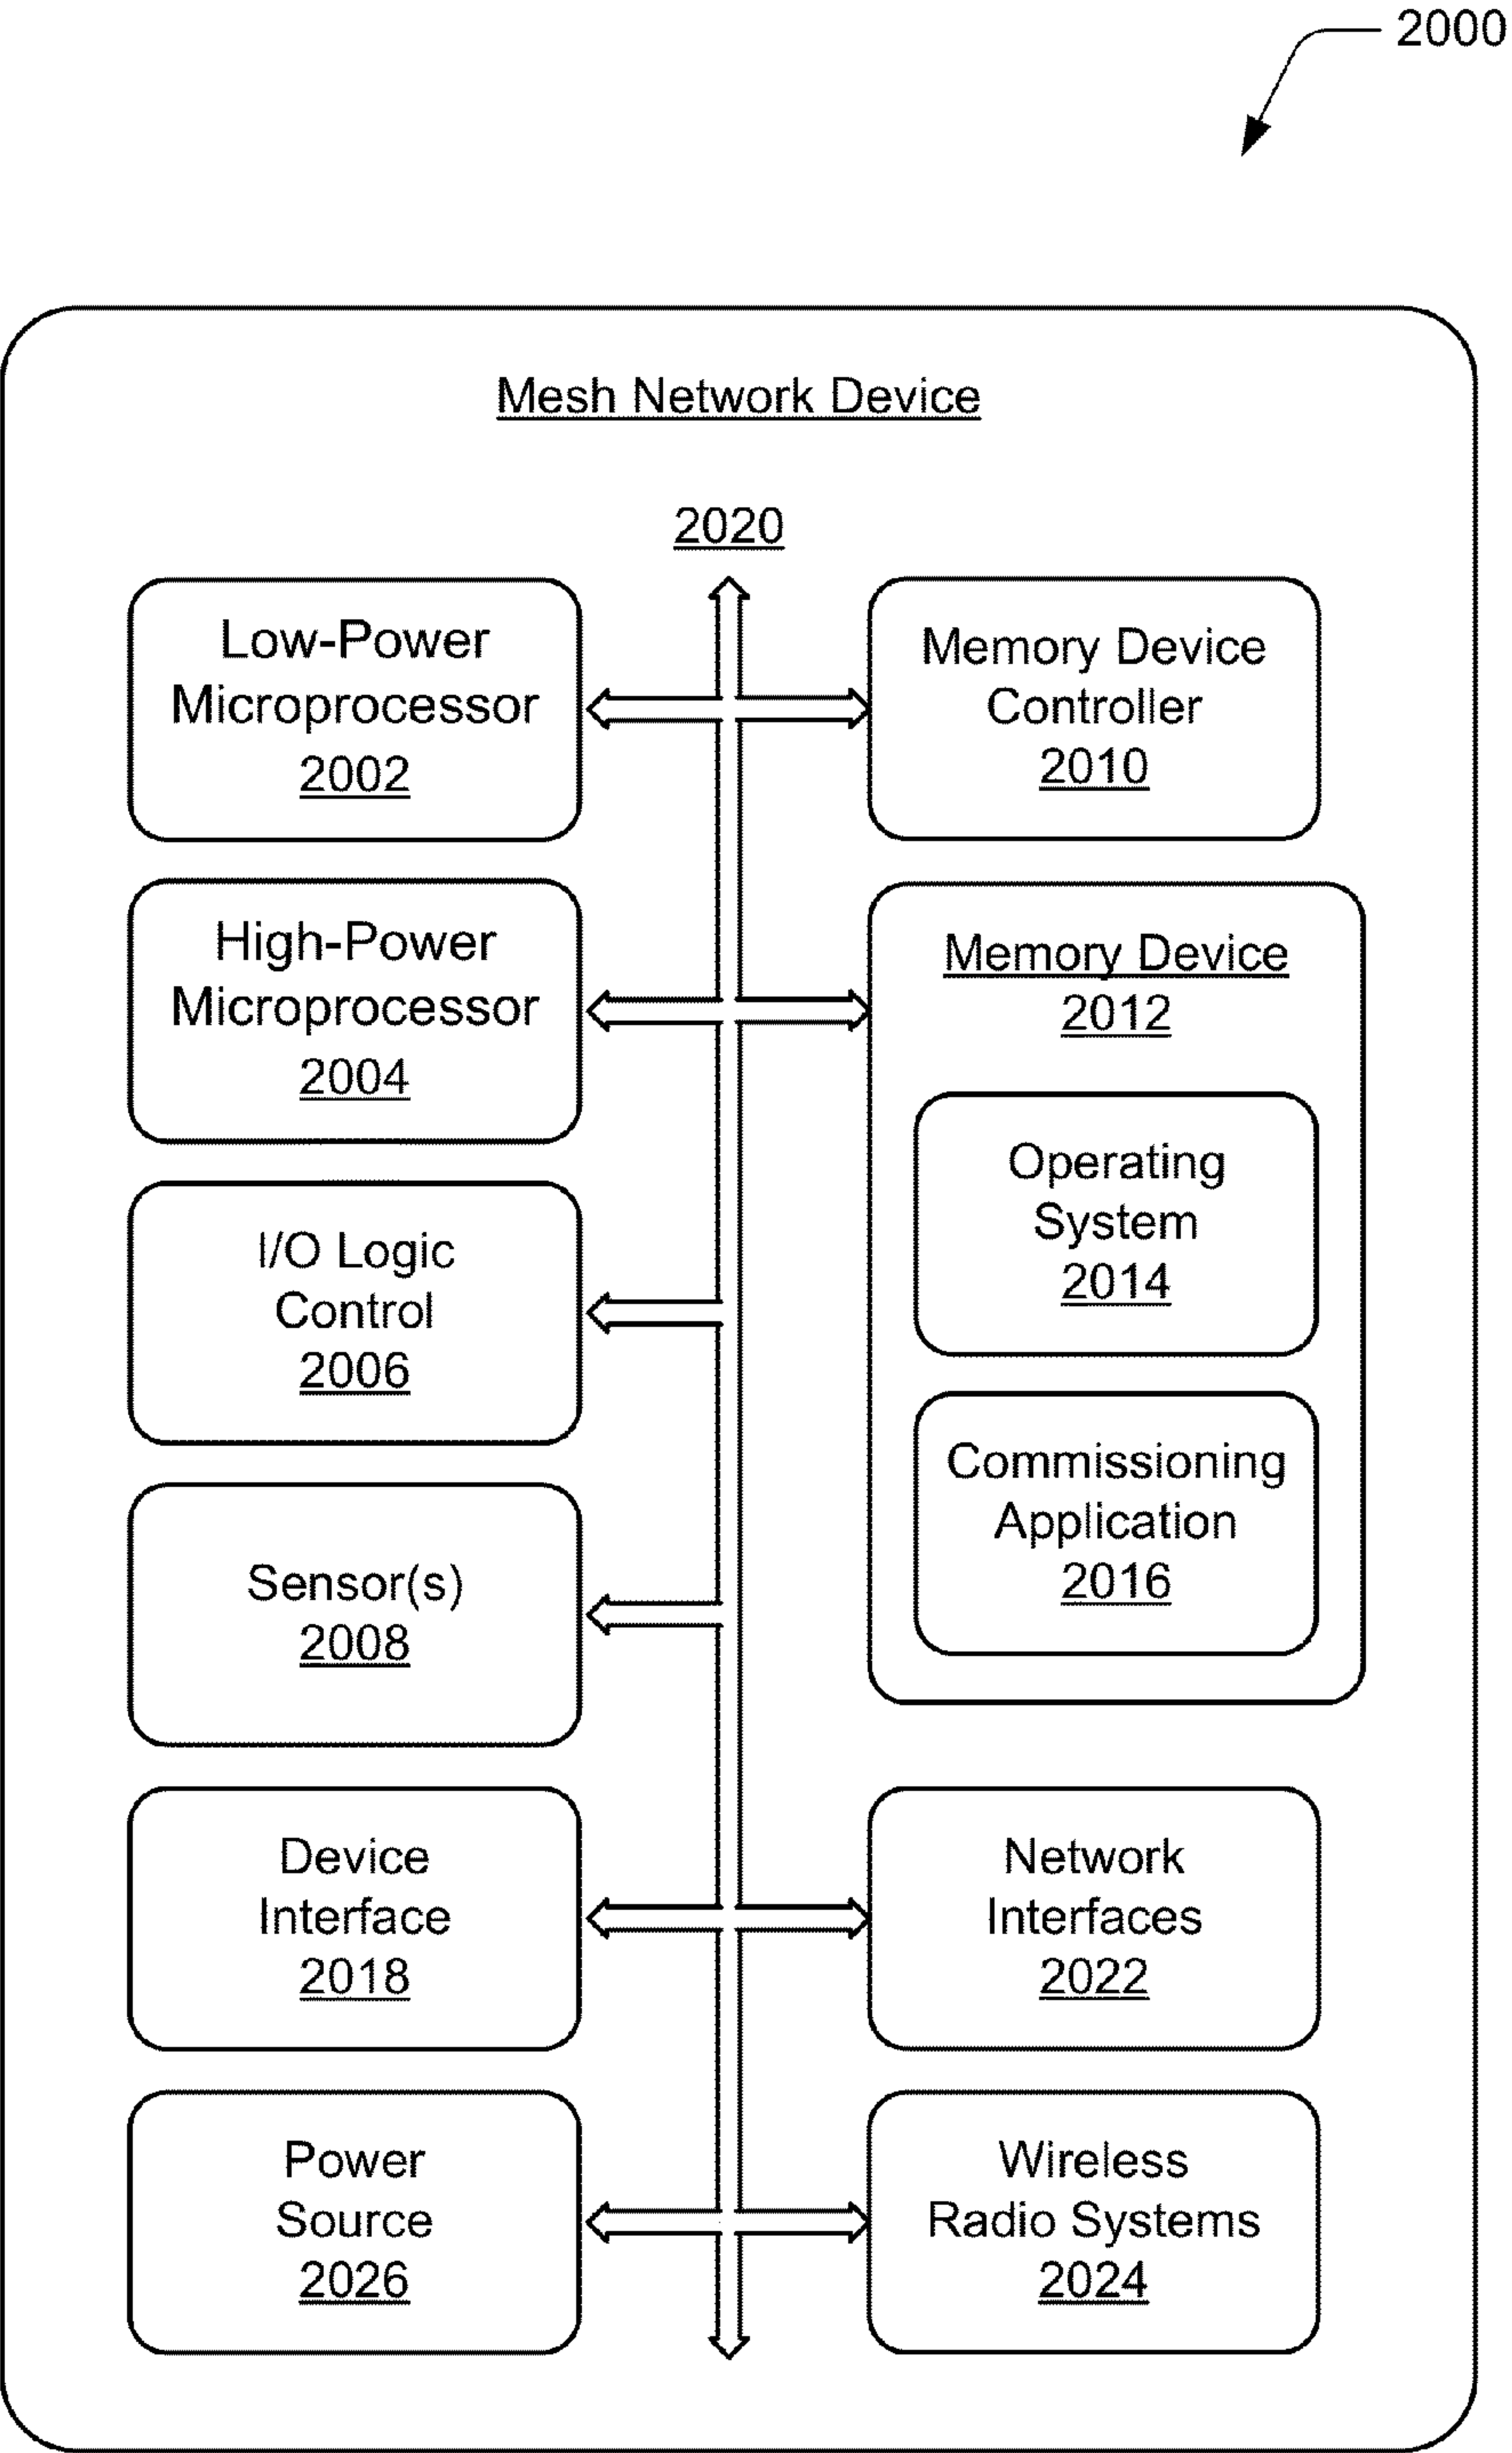 2000
Mesh Network Device
2020
Low-Power
Microprocessor
2002
Memory Device
Controller
2010
High-Power
Microprocessor
2004
Memory Device
2012
Operating
System
2014
I/O Logic
Control
2006
Commissioning
Application
2016
Sensor(s)
2008
Device
Interface
2018
Network
Interfaces
2022
Power
Source
2026
Wireless
Radio Systems
2024